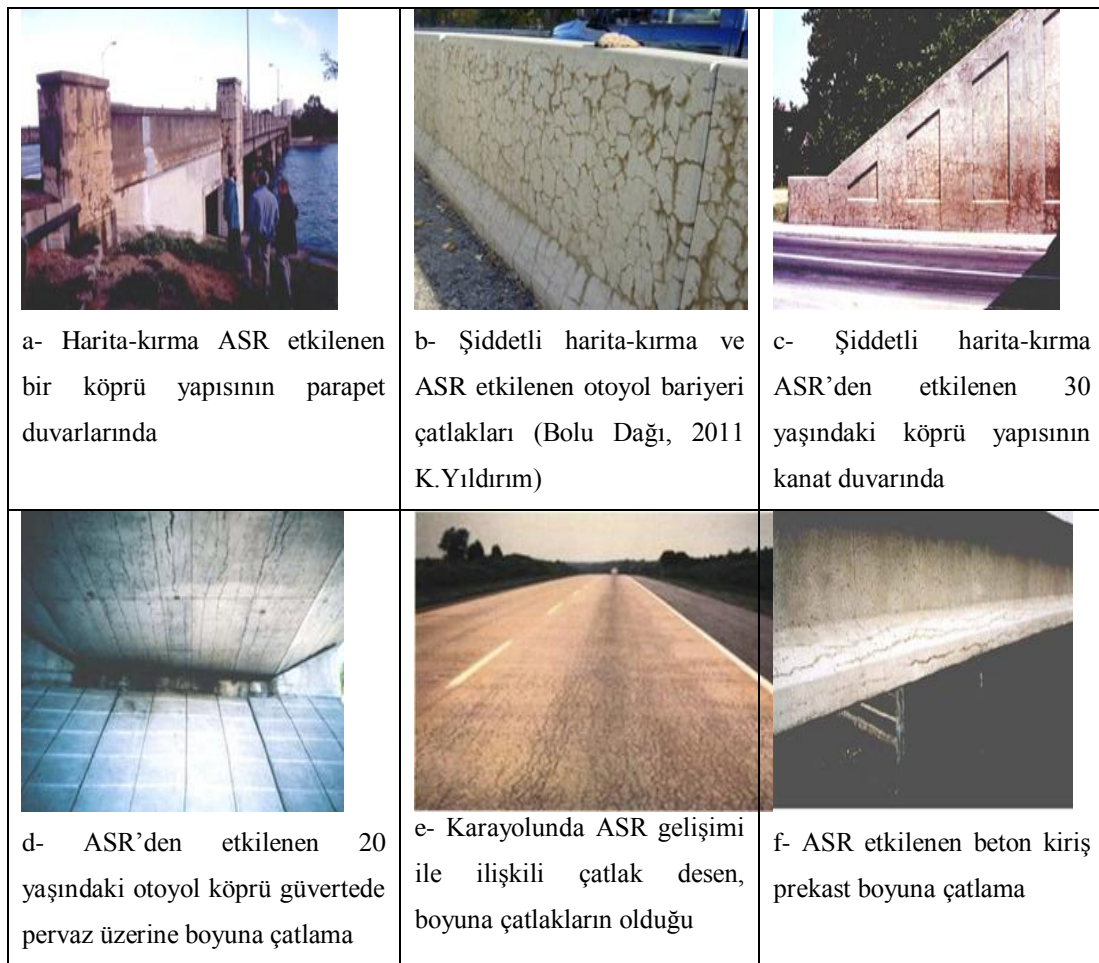 a- Harita-kırma ASR etkilenen
bir köprü yapısının parapet
duvarlarında
b- Şiddetli harita-kırma ve
ASR etkilenen otoyol bariyeri
çatlakları (Bolu Dağı, 2011
K.Yıldırım)
c- Şiddetli harita-kırma
ASR’den etkilenen 30
yaşındaki köprü yapısının
kanat duvarında
d- ASR’den etkilenen 20
yaşındaki otoyol köprü güvertede
pervaz üzerine boyuna çatlama
e- Karayolunda ASR gelişimi
ile ilişkili çatlak desen,
boyuna çatlakların olduğu
f- ASR etkilenen beton kiriş
prekast boyuna çatlama